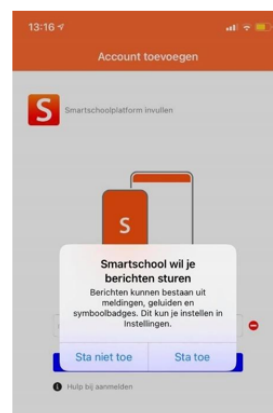 13:16
Account toevoegen
S
Smartschoolplatform invullen
S
Smartschool wil je
berichten sturen
Berichten kunnen bestaan uit
meldingen, geluiden en
symboolbadges. Dit kun je instellen in
Instellingen.
Sta niet toe
Sta toe
Hulp bij aanmelden